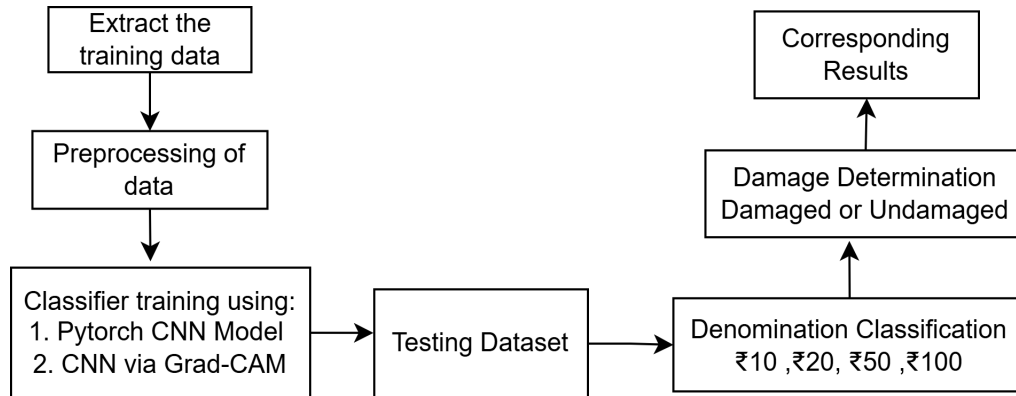 Extract the
training data
Preprocessing of
data
Classifier training using:
1. Pytorch CNN Model
2. CNN via Grad-CAM
Testing Dataset
Denomination Classification
₹10 ,₹20, ₹50 ,₹100
Damage Determination
Damaged or Undamaged
Corresponding
Results